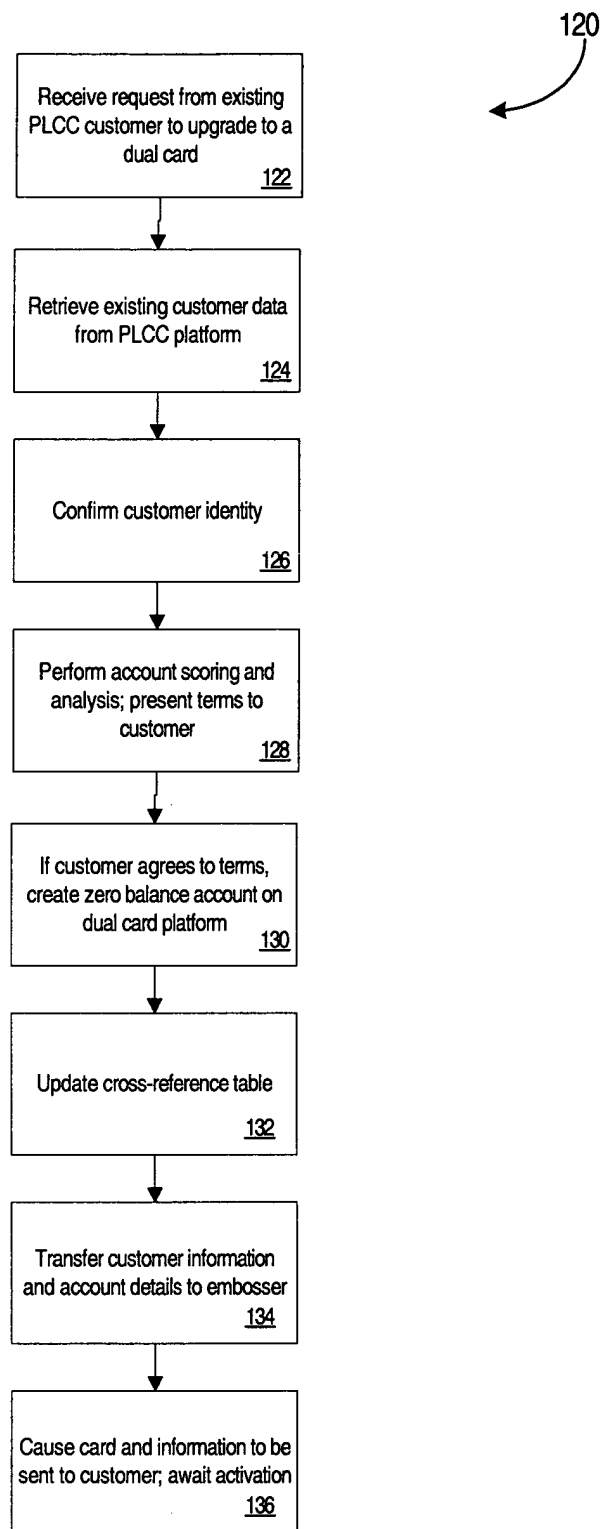 120
Receive request from existing
PLCC customer to upgrade to a
dual card
122
Retrieve existing customer data
from PLCC platform
124
Confirm customer identity
126
Perform account scoring and
analysis; present terms to
customer
128
If customer agrees to terms,
create zero balance account on
dual card platform
130
Update cross-reference table
132
Transfer customer information
and account details to embosser
134
Cause card and information to be
sent to customer; await activation
136